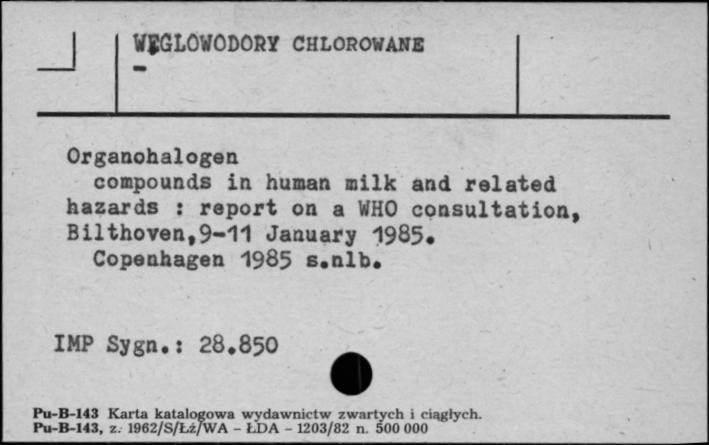 WĘGLOWODORY CHLOROWANE
-
Organohalogen
compounds in human milk and related
hazards : report on a WHO consultation,
Bilthoven,9-11 January 1985.
Copenhagen 1985 s.nlb.
IMP Sygn.: 28.850
Pu-B-143 Karta katalogowa wydawnictw zwartych i ciągłych.
Pu-B-143, z. 1962/S/Łż/WA - ŁDA - 1203/82 n. 500 000